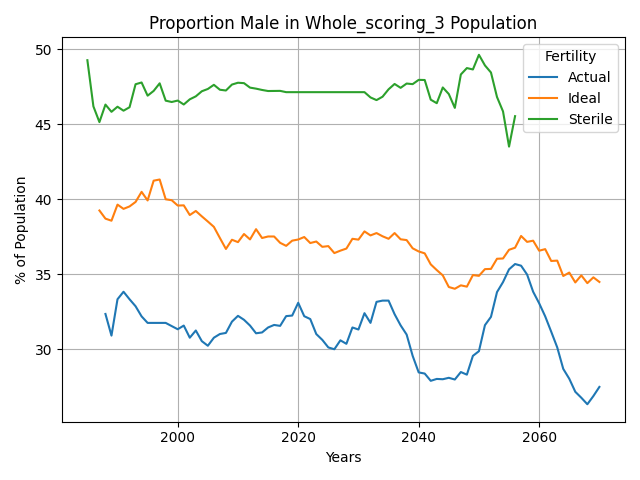 Proportion Male in Whole_scoring_3 Population
% of Population
50
45
40
35
30
Fertility
Actual
Ideal
Sterile
2000
2020
2040
2060
Years